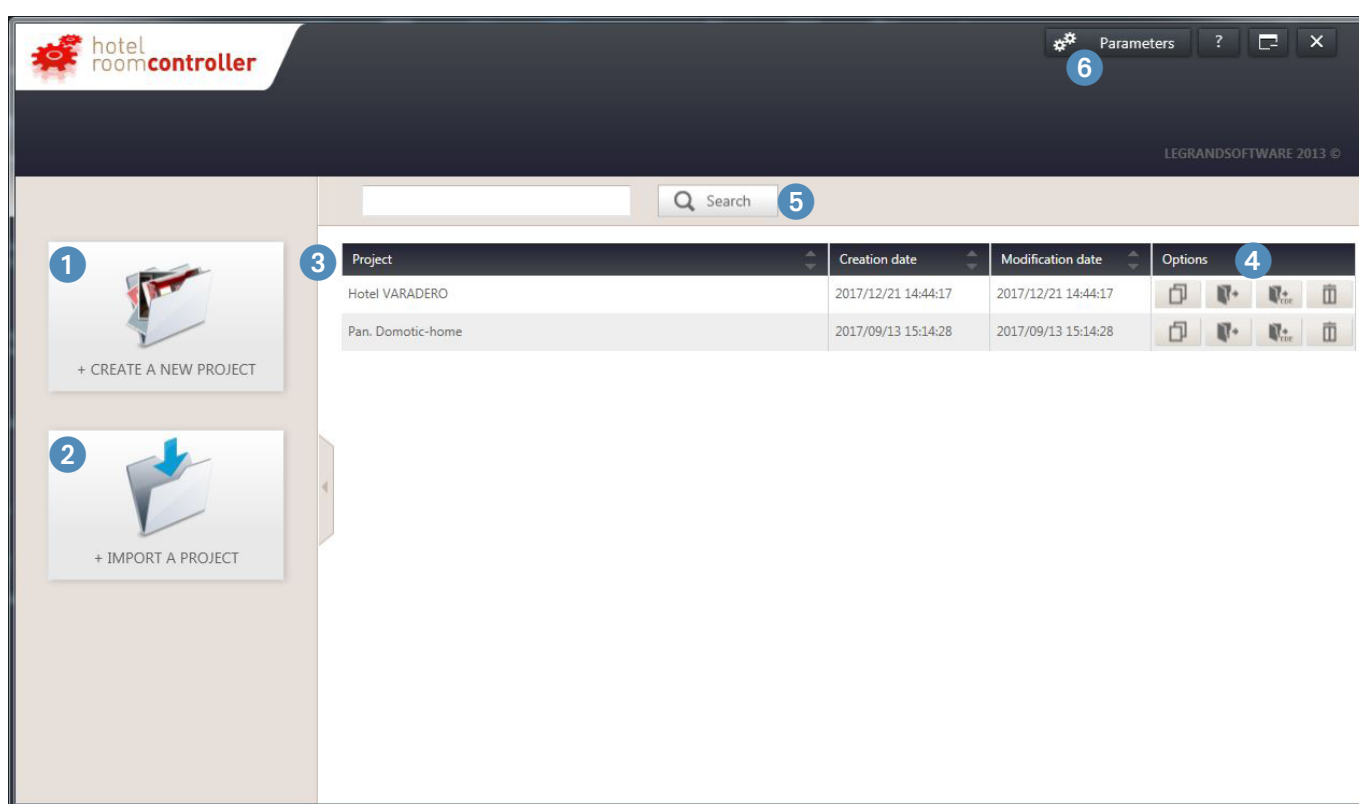 hotel
roomcontroller
Parameters ?
6
LEGRANDSOFTWARE 2013 ©
Search 5
1
+ CREATE A NEW PROJECT
2
+ IMPORT A PROJECT
3 Project Creation date Modification date Options 4
Hotel VARADERO 2017/12/21 14:44:17 2017/12/21 14:44:17
Pan. Domotic-home 2017/09/13 15:14:28 2017/09/13 15:14:28